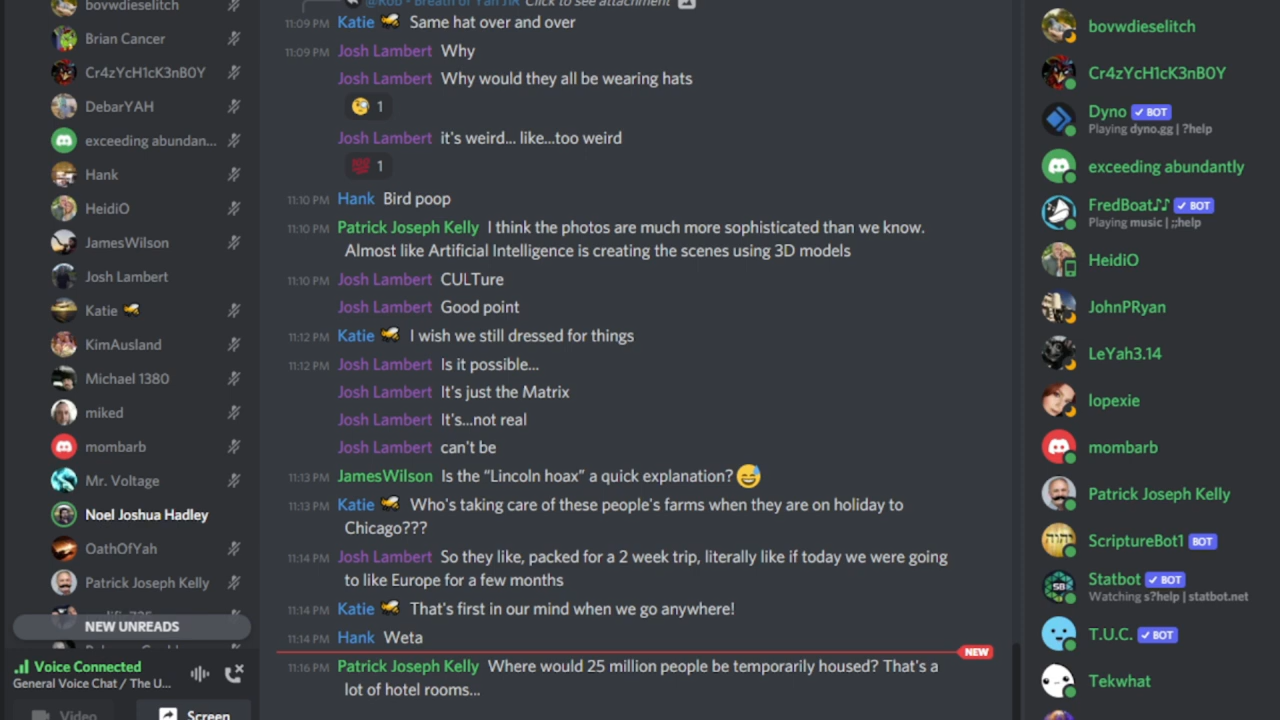 bovwdieselitch
Brian Cancer
Cr4zYcH1cK3nB0Y
DebarYAH
exceeding abundan...
Hank
HeidiO
JamesWilson
Josh Lambert
Katie
KimAusland
Michael 1380
miked
mombarb
Mr. Voltage
Noel Joshua Hadley
OathOfYah
Patrick Joseph Kelly
NEW UNREADS
Voice Connected
General Voice Chat / The U...
Video
Screen
Click to see attachment
11:09 PM Katie Same hat over and over
11:09 PM Josh Lambert Why
Josh Lambert Why would they all be wearing hats
1
Josh Lambert it's weird... like...too weird
1
11:10 PM Hank Bird poop
11:10 PM Patrick Joseph Kelly I think the photos are much more sophisticated than we know.
Almost like Artificial Intelligence is creating the scenes using 3D models
11:10 PM Josh Lambert CULTure
Josh Lambert Good point
11:12 PM Katie I wish we still dressed for things
11:12 PM Josh Lambert Is it possible...
Josh Lambert It's just the Matrix
Josh Lambert It's...not real
Josh Lambert can't be
11:13 PM JamesWilson Is the “Lincoln hoax” a quick explanation?
11:13 PM Katie Who's taking care of these people's farms when they are on holiday to
Chicago???
11:14 PM Josh Lambert So they like, packed for a 2 week trip, literally like if today we were going
to like Europe for a few months
11:14 PM Katie That's first in our mind when we go anywhere!
11:14 PM Hank Weta
NEW
11:16 PM Patrick Joseph Kelly Where would 25 million people be temporarily housed? That's a
lot of hotel rooms...
bovwdieselitch
Cr4zYcH1cK3nB0Y
Dyno BOT
Playing dyno.gg | ?help
exceeding abundantly
FredBoat♪♪ BOT
Playing music | ;;help
HeidiO
JohnPRyan
LeYah3.14
lopexie
mombarb
Patrick Joseph Kelly
ScriptureBot1 BOT
Statbot BOT
Watching s?help | statbot.net
T.U.C. BOT
Tekwhat